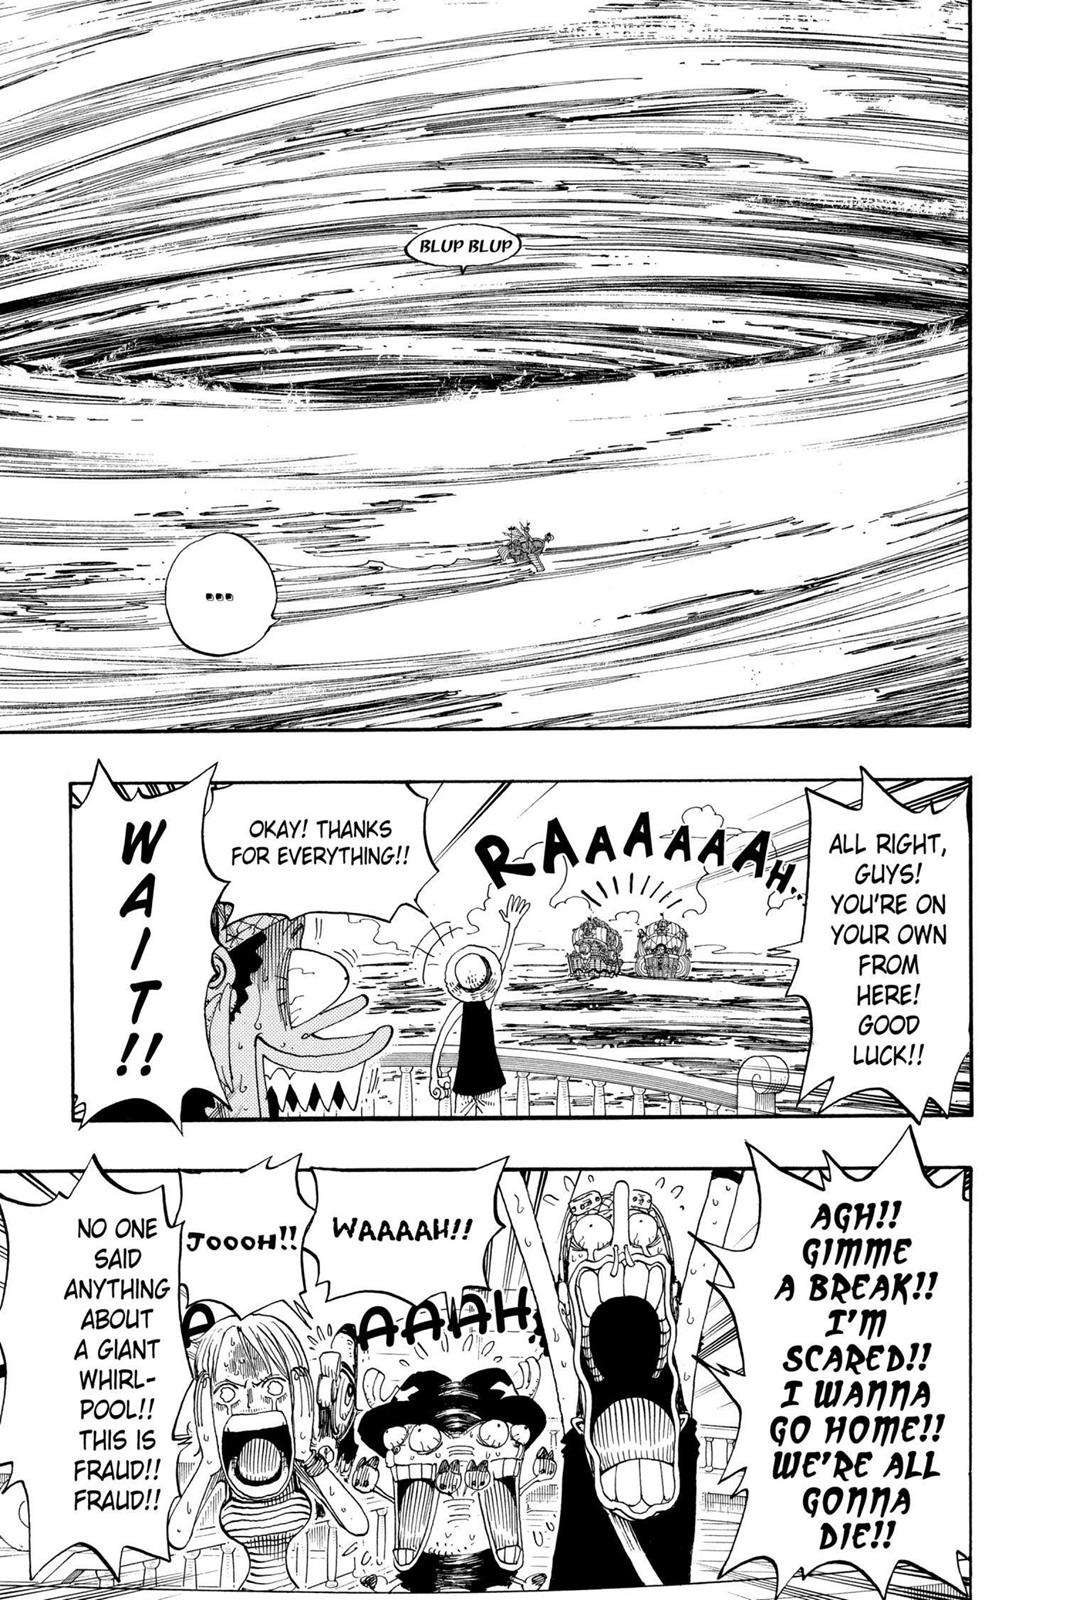 BLUP BLUP
...
ALL RIGHT,
GUYS!
YOU'RE ON
YOUR OWN
FROM
HERE!
GOOD
LUCK!!
RAAAAAAH..
OKAY! THANKS
FOR EVERYTHING!!
WAIT!!
AGH!!
GIMME
A BREAK!!
I'M
SCARED!!
I WANNA
GO HOME!!
WE'RE ALL
GONNA
DIE!!
WAAAAH!!
JOOOH!!
AAAAAH
NO ONE
SAID
ANYTHING
ABOUT
A GIANT
WHIRL-
POOL!!
THIS IS
FRAUD!!
FRAUD!!